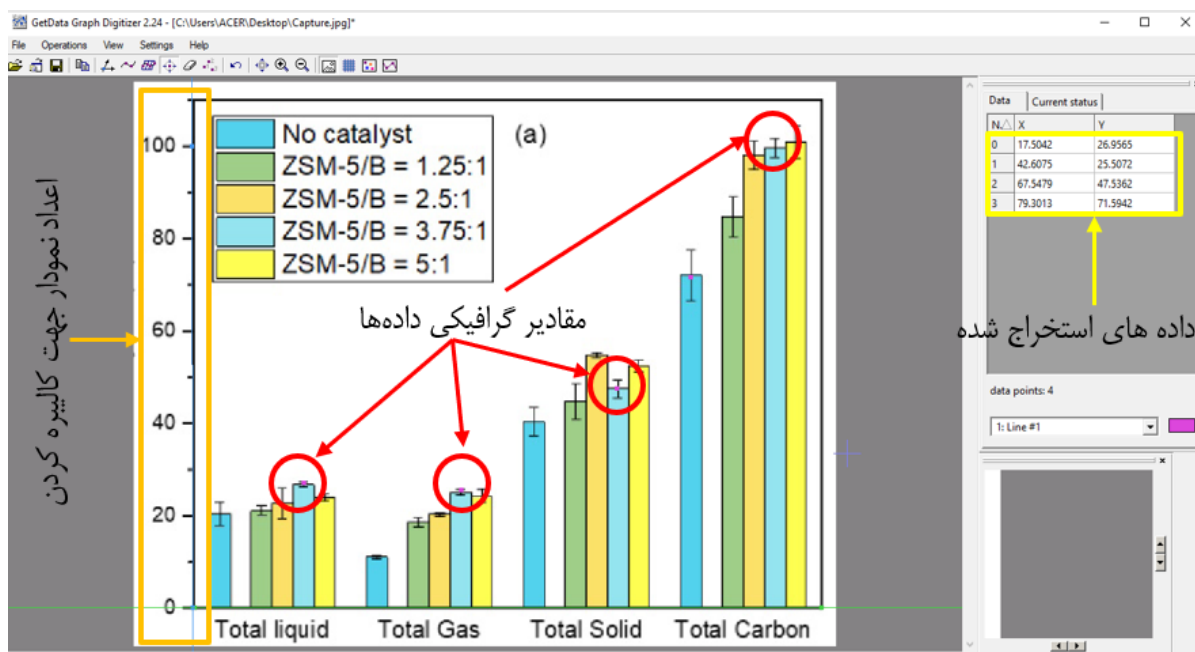 GetData Graph Digitizer 2.24 - [C:\Users\ACER\Desktop\Capture.jpg]*
File Operations View Settings Help
اعداد نمودار جهت کالیبره کردن
100
80
60
40
20
0
No catalyst
ZSM-5/B = 1.25:1
ZSM-5/B = 2.5:1
ZSM-5/B = 3.75:1
ZSM-5/B = 5:1
(a)
مقادیر گرافیکی داده‌ها
Total liquid Total Gas Total Solid Total Carbon
Data Current status
N. X Y
0 17.5042 26.9565
1 42.6075 25.5072
2 67.5479 47.5362
3 79.3013 71.5942
داده های استخراج شده
data points: 4
1: Line #1